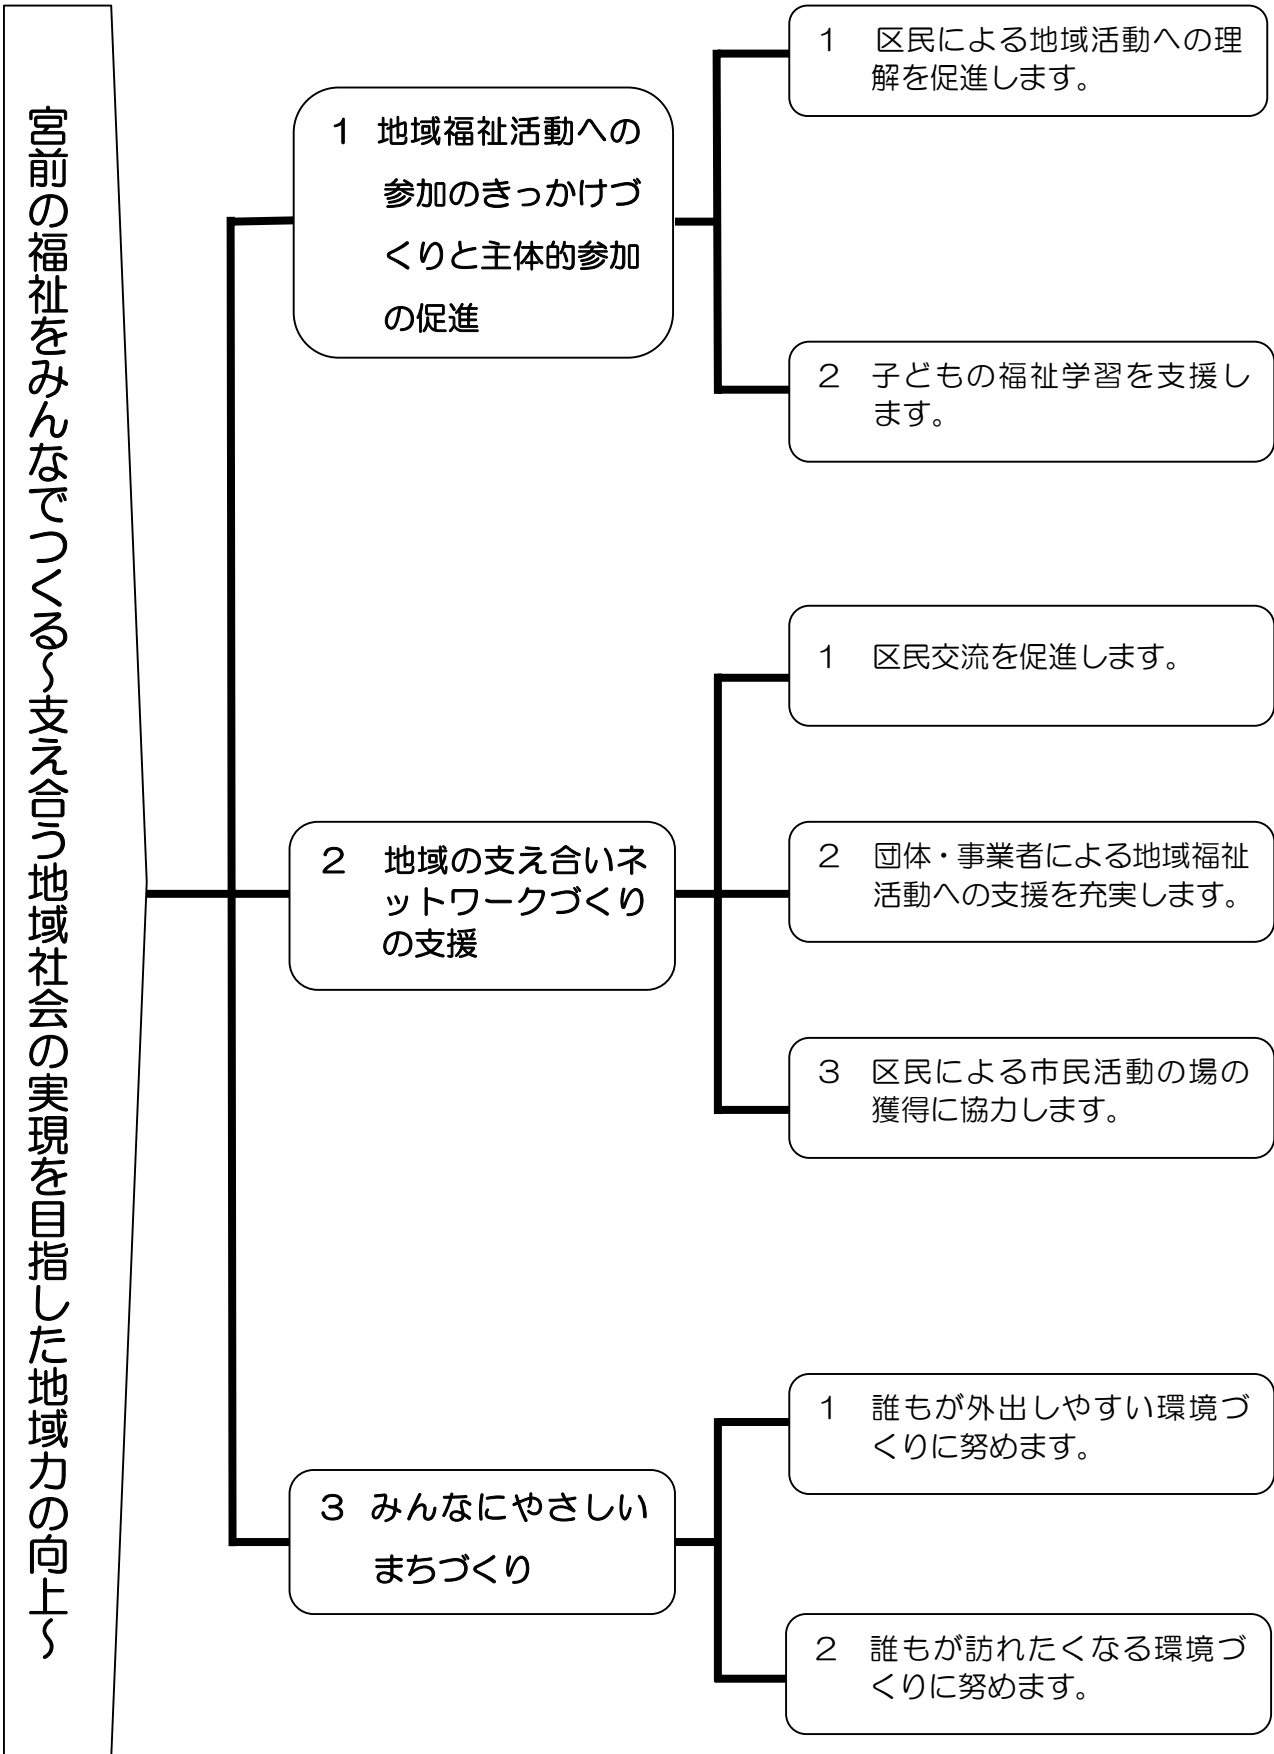 宮前の福祉をみんなでつくる～支え合う地域社会の実現を目指した地域力の向上～
1 地域福祉活動への
参加のきっかけづ
くりと主体的参加
の促進
1 区民による地域活動への理
解を促進します。
2 子どもの福祉学習を支援し
ます。
2 地域の支え合いネ
ットワークづくり
の支援
1 区民交流を促進します。
2 団体・事業者による地域福祉
活動への支援を充実します。
3 区民による市民活動の場の
獲得に協力します。
3 みんなにやさしい
まちづくり
1 誰もが外出しやすい環境づ
くりに努めます。
2 誰もが訪れたくなる環境づ
くりに努めます。